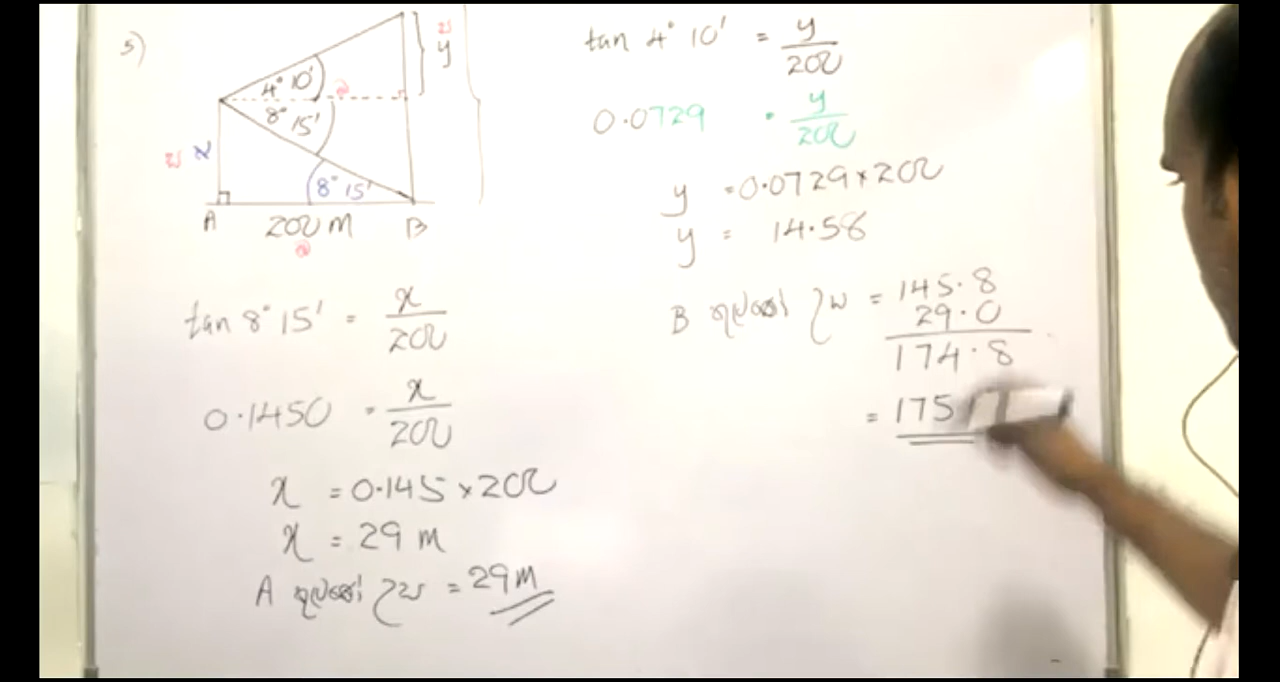 5)
4° 10'
8° 15'
8° 15'
x
y
A 200 m B
tan 8° 15' = x/200
0.1450 = x/200
x = 0.145 × 200
x = 29 m
A = 29m
tan 4° 10' = y/200
0.0729 = y/200
y = 0.0729 × 200
y = 14.58
B = 145.8
29.0
174.8
= 175